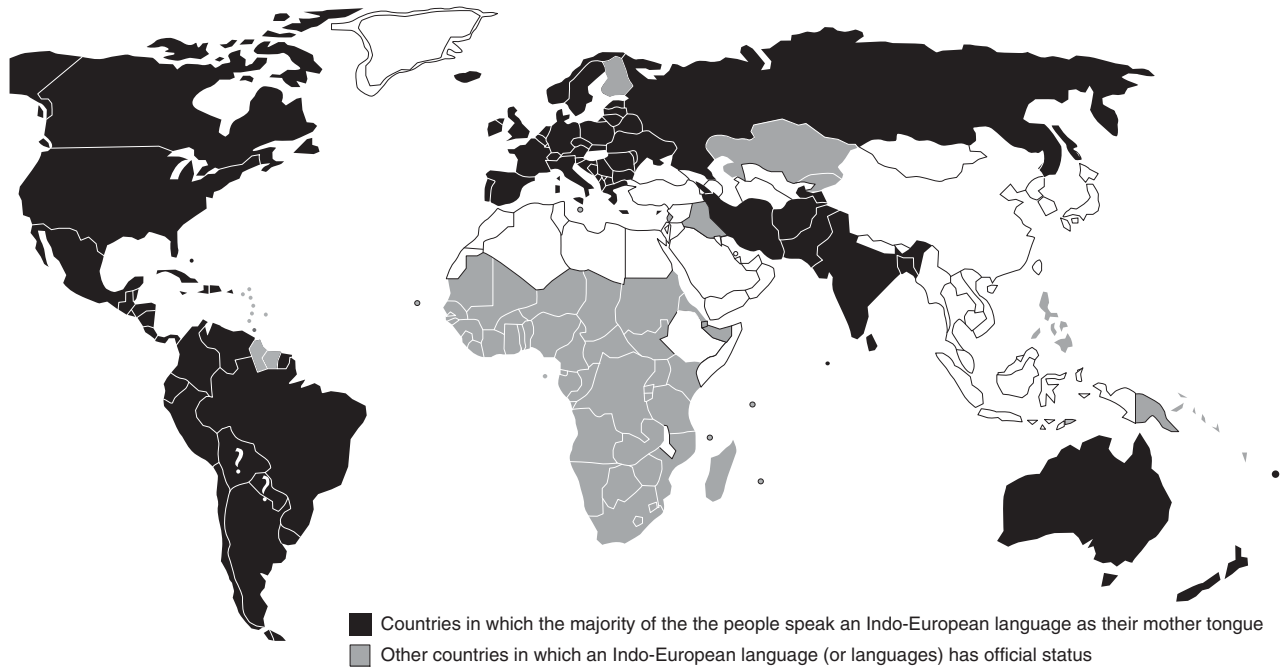 ?
?
Countries in which the majority of the the people speak an Indo-European language as their mother tongue
Other countries in which an Indo-European language (or languages) has official status